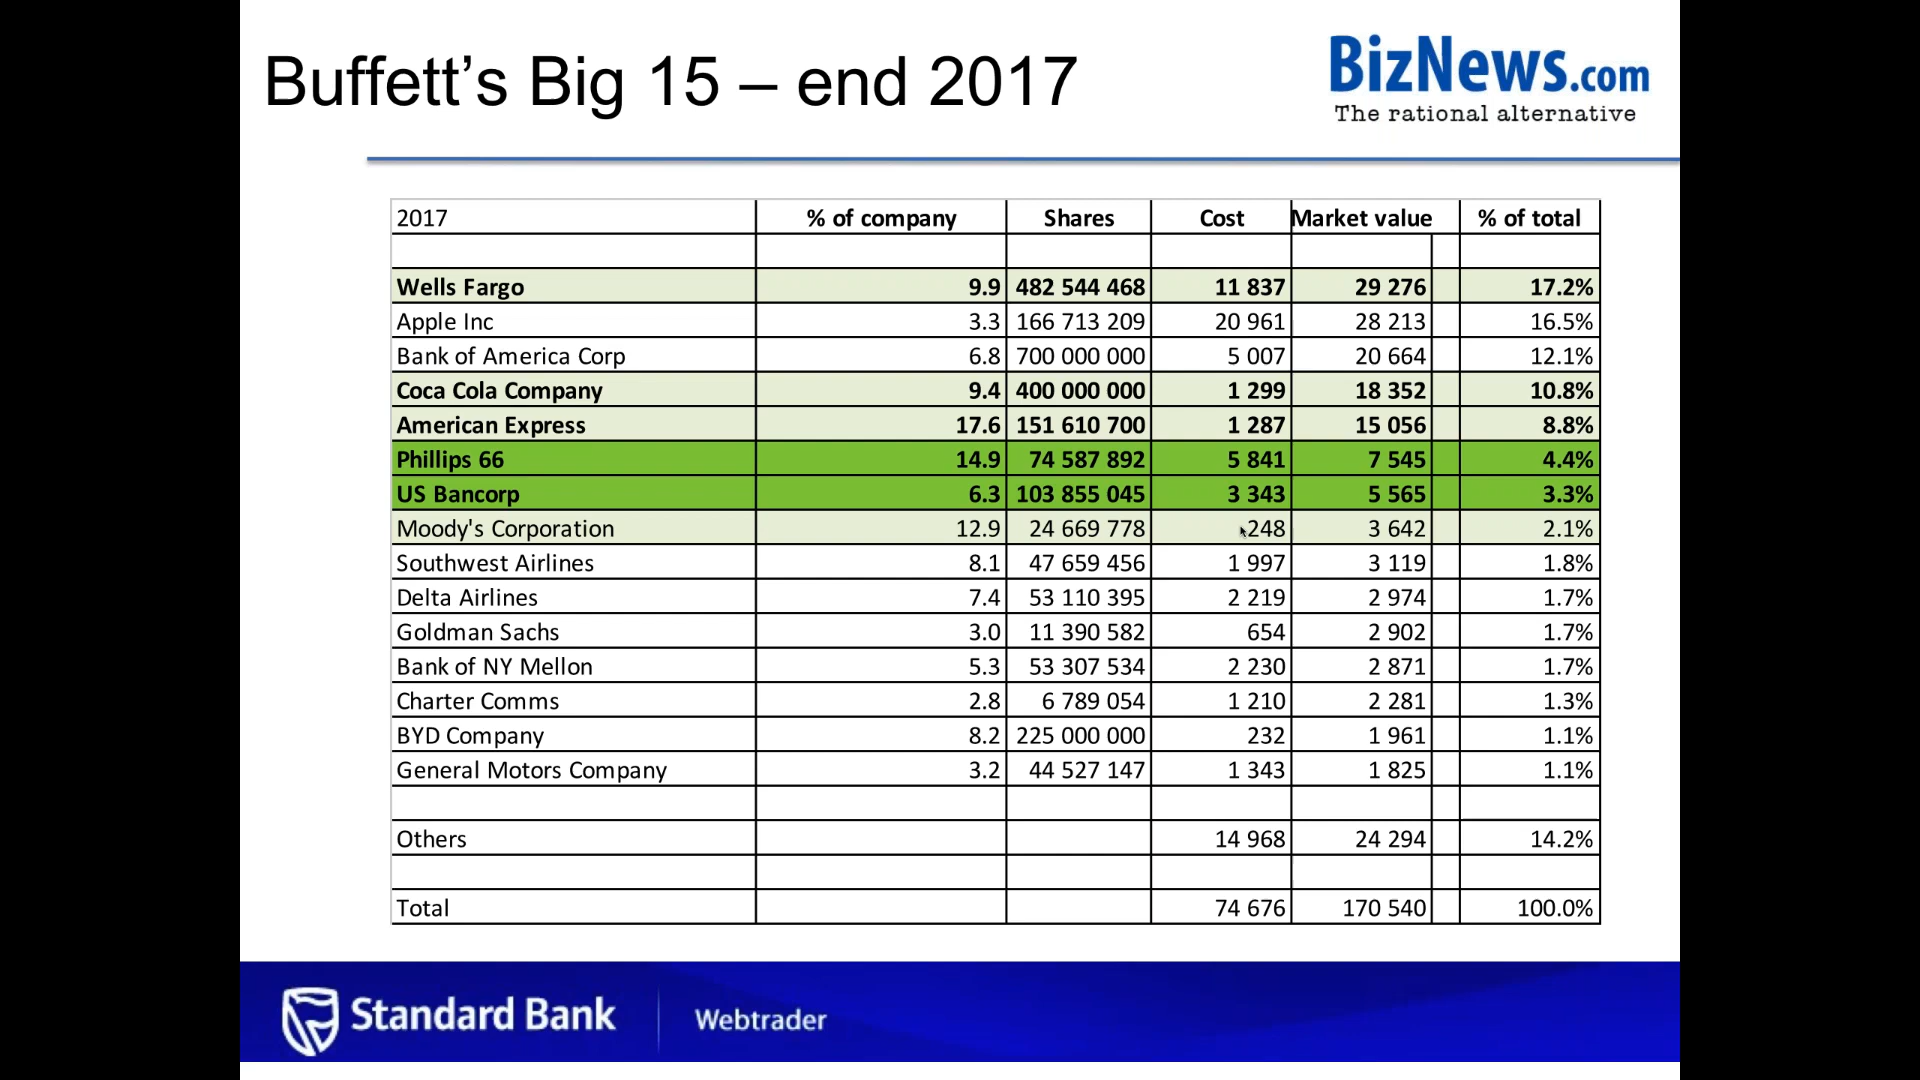 Buffett’s Big 15 – end 2017
BizNews.com
The rational alternative
2017 % of company Shares Cost Market value % of total
Wells Fargo 9.9 482 544 468 11 837 29 276 17.2%
Apple Inc 3.3 166 713 209 20 961 28 213 16.5%
Bank of America Corp 6.8 700 000 000 5 007 20 664 12.1%
Coca Cola Company 9.4 400 000 000 1 299 18 352 10.8%
American Express 17.6 151 610 700 1 287 15 056 8.8%
Phillips 66 14.9 74 587 892 5 841 7 545 4.4%
US Bancorp 6.3 103 855 045 3 343 5 565 3.3%
Moody's Corporation 12.9 24 669 778 248 3 642 2.1%
Southwest Airlines 8.1 47 659 456 1 997 3 119 1.8%
Delta Airlines 7.4 53 110 395 2 219 2 974 1.7%
Goldman Sachs 3.0 11 390 582 654 2 902 1.7%
Bank of NY Mellon 5.3 53 307 534 2 230 2 871 1.7%
Charter Comms 2.8 6 789 054 1 210 2 281 1.3%
BYD Company 8.2 225 000 000 232 1 961 1.1%
General Motors Company 3.2 44 527 147 1 343 1 825 1.1%
Others 14 968 24 294 14.2%
Total 74 676 170 540 100.0%
Standard Bank Webtrader